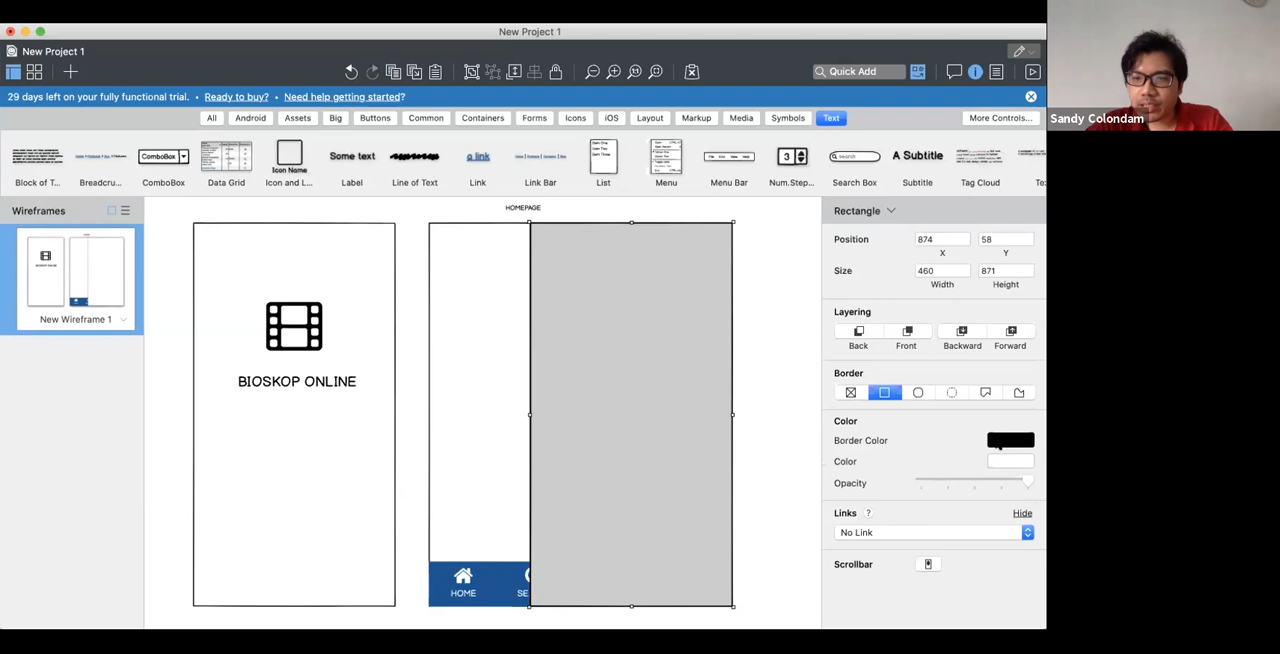 New Project 1
New Project 1
Quick Add
29 days left on your fully functional trial. • Ready to buy? • Need help getting started?
All Android Assets Big Buttons Common Containers Forms Icons iOS Layout Markup Media Symbols Text More Controls...
ComboBox Icon Name Some text a link 3 search A Subtitle
Block of T... Breadcru... ComboBox Data Grid Icon and L... Label Line of Text Link Link Bar List Menu Menu Bar Num.Step... Search Box Subtitle Tag Cloud
Sandy Colondam
Wireframes
HOMEPAGE
Rectangle
Position 874 58
X Y
Size 460 871
Width Height
New Wireframe 1
Layering
Back Front Backward Forward
BIOSKOP ONLINE
Border
Color
Border Color
Color
Opacity
Links ? Hide
No Link
Scrollbar
HOME SE